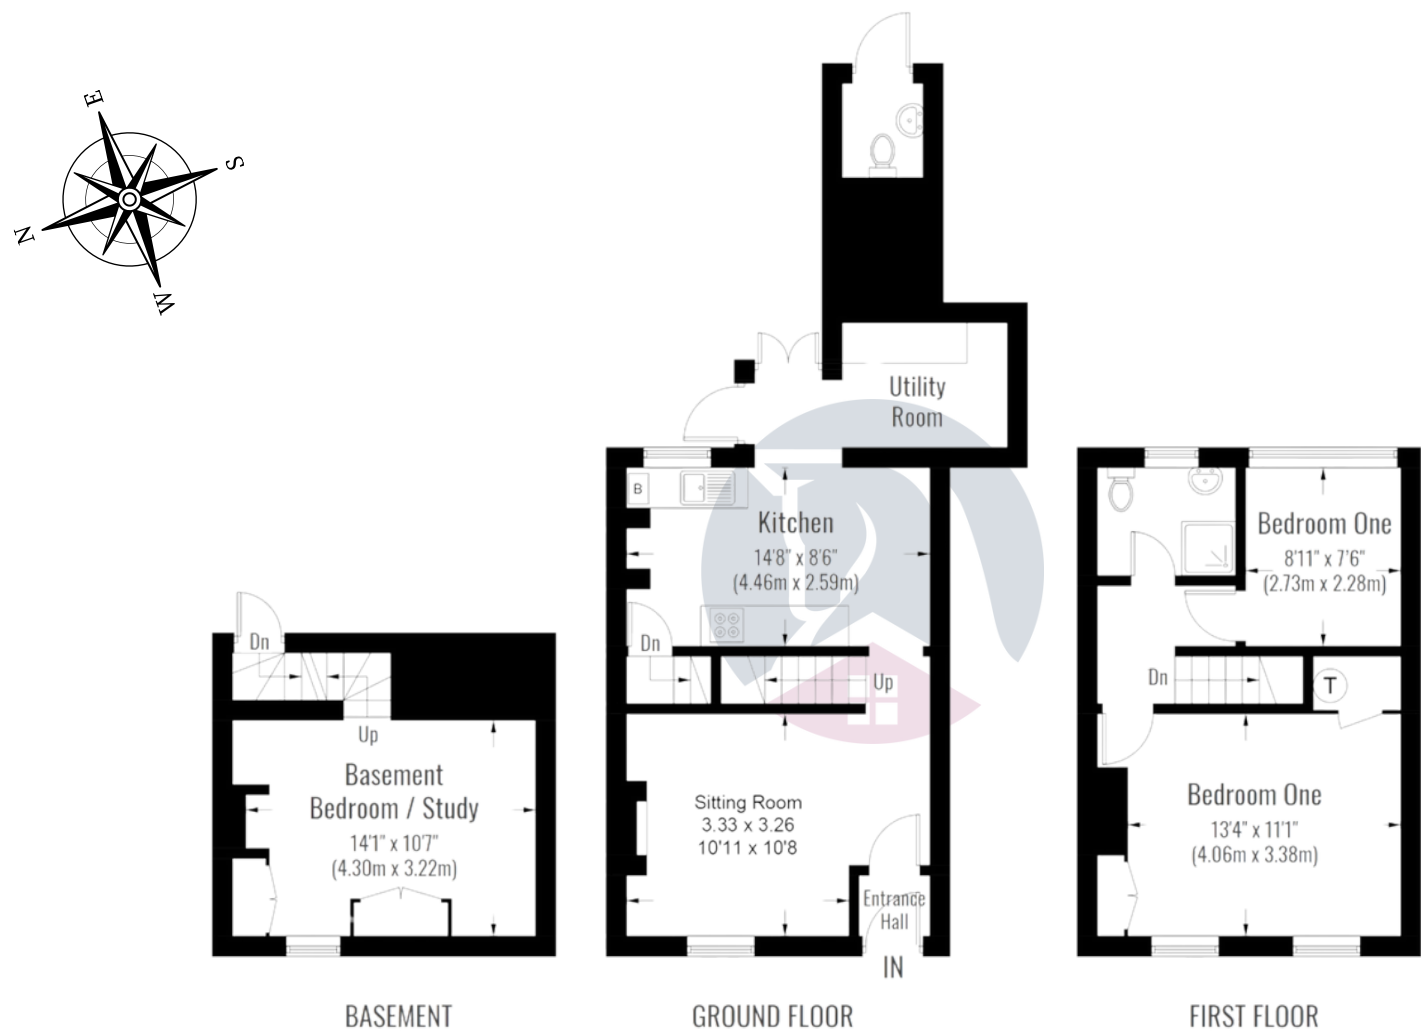 E
S
N
W
Utility
Room
B
Kitchen
14'8" x 8'6"
(4.46m x 2.59m)
Dn
Up
Sitting Room
3.33 x 3.26
10'11 x 10'8
Entrance
Hall
IN
Dn
Up
Basement
Bedroom / Study
14'1" x 10'7"
(4.30m x 3.22m)
Bedroom One
8'11" x 7'6"
(2.73m x 2.28m)
Dn
T
Bedroom One
13'4" x 11'1"
(4.06m x 3.38m)
BASEMENT
GROUND FLOOR
FIRST FLOOR